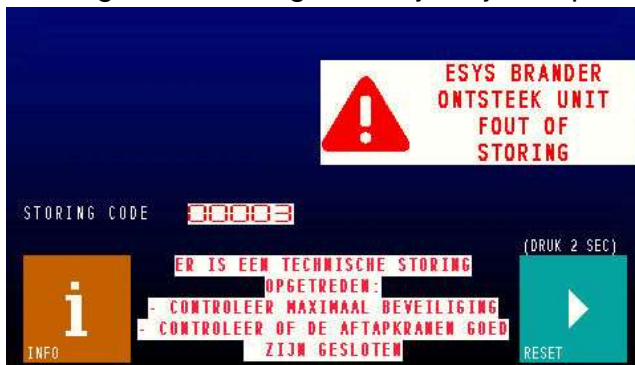 ESYS BRANDER
ONTSTEEK UNIT
FOUT OF
STORING
STORING CODE 00003
(DRUK 2 SEC)
ER IS EEN TECHNISCHE STORING
OPGETREDEN:
- CONTROLEER MAXIMAAL BEVEILIGING
- CONTROLEER OF DE AFTAPKRANEN GOED
ZIJN GESLOTEN
i
INFO
RESET